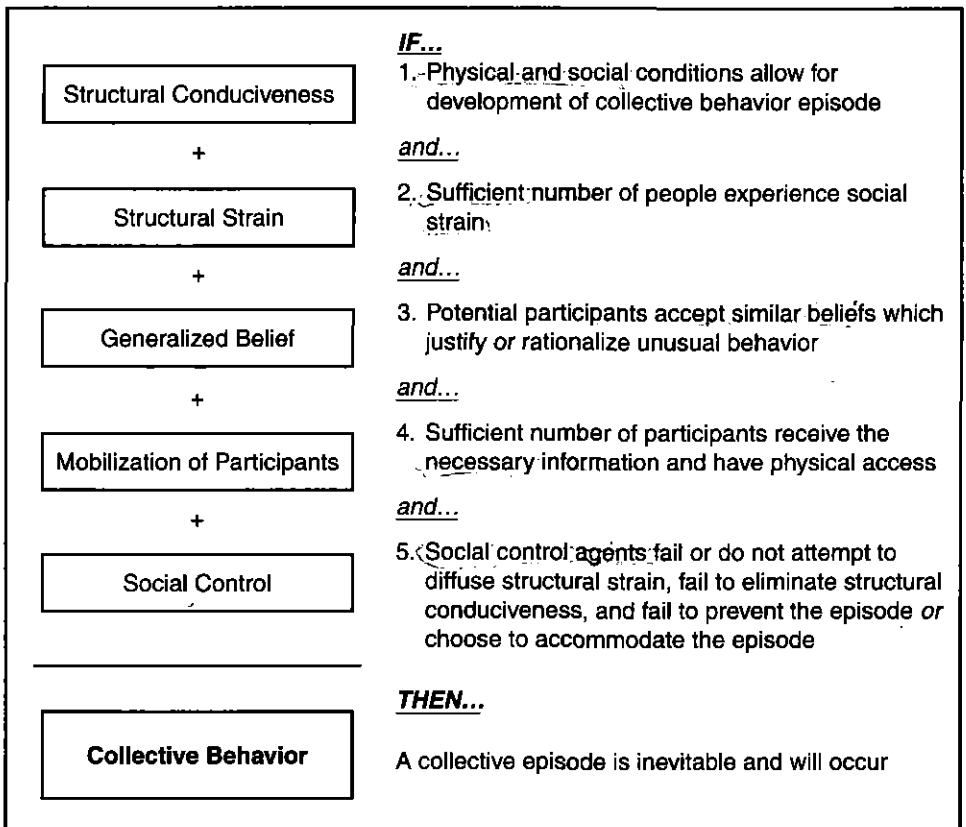 IF...
Structural Conduciveness
1. Physical and social conditions allow for
development of collective behavior episode
+
and...
Structural Strain
2. Sufficient number of people experience social
strain
+
and...
Generalized Belief
3. Potential participants accept similar beliefs which
justify or rationalize unusual behavior
+
and...
Mobilization of Participants
4. Sufficient number of participants receive the
necessary information and have physical access
+
and...
Social Control
5. Social control agents fail or do not attempt to
diffuse structural strain, fail to eliminate structural
conduciveness, and fail to prevent the episode or
choose to accommodate the episode
THEN...
Collective Behavior
A collective episode is inevitable and will occur